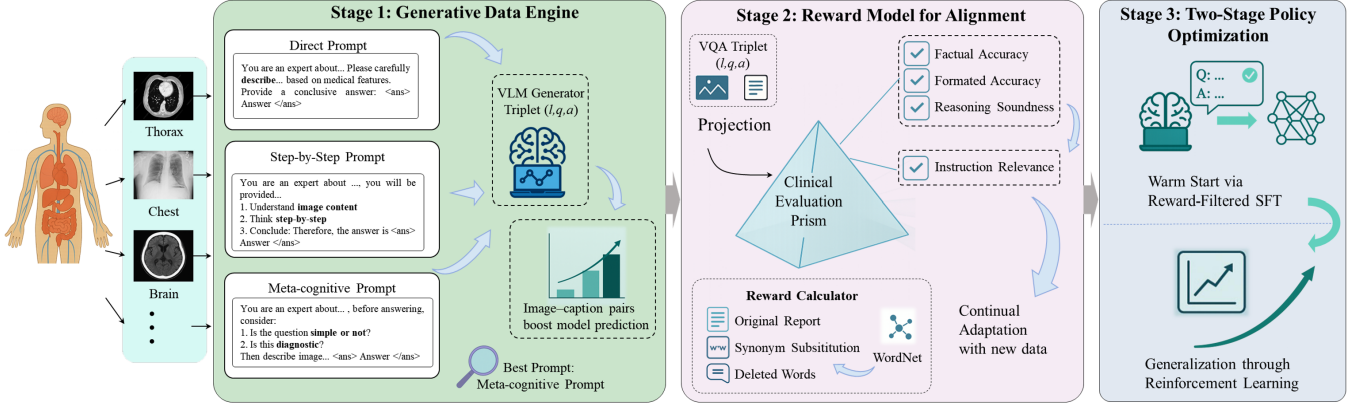 Stage 1: Generative Data Engine
Thorax
Chest
Brain
Direct Prompt
You are an expert about... Please carefully
describe... based on medical features.
Provide a conclusive answer: <ans>
Answer </ans>
Step-by-Step Prompt
You are an expert about ..., you will be
provided...
1. Understand image content
2. Think step-by-step
3. Conclude: Therefore, the answer is <ans>
Answer </ans>
Meta-cognitive Prompt
You are an expert about... , before answering,
consider:
1. Is the question simple or not?
2. Is this diagnostic?
Then describe image... <ans> Answer </ans>
VLM Generator
Triplet (I,q,a)
Image–caption pairs
boost model prediction
Best Prompt:
Meta-cognitive Prompt
Stage 2: Reward Model for Alignment
VQA Triplet
(I,q,a)
Projection
Clinical
Evaluation
Prism
Factual Accuracy
Formated Accuracy
Reasoning Soundness
Instruction Relevance
Reward Calculator
Original Report
w-w
Synonym Subsititution
Deleted Words
WordNet
Continual
Adaptation
with new data
Stage 3: Two-Stage Policy
Optimization
Q: ...
A: ...
Warm Start via
Reward-Filtered SFT
Generalization through
Reinforcement Learning